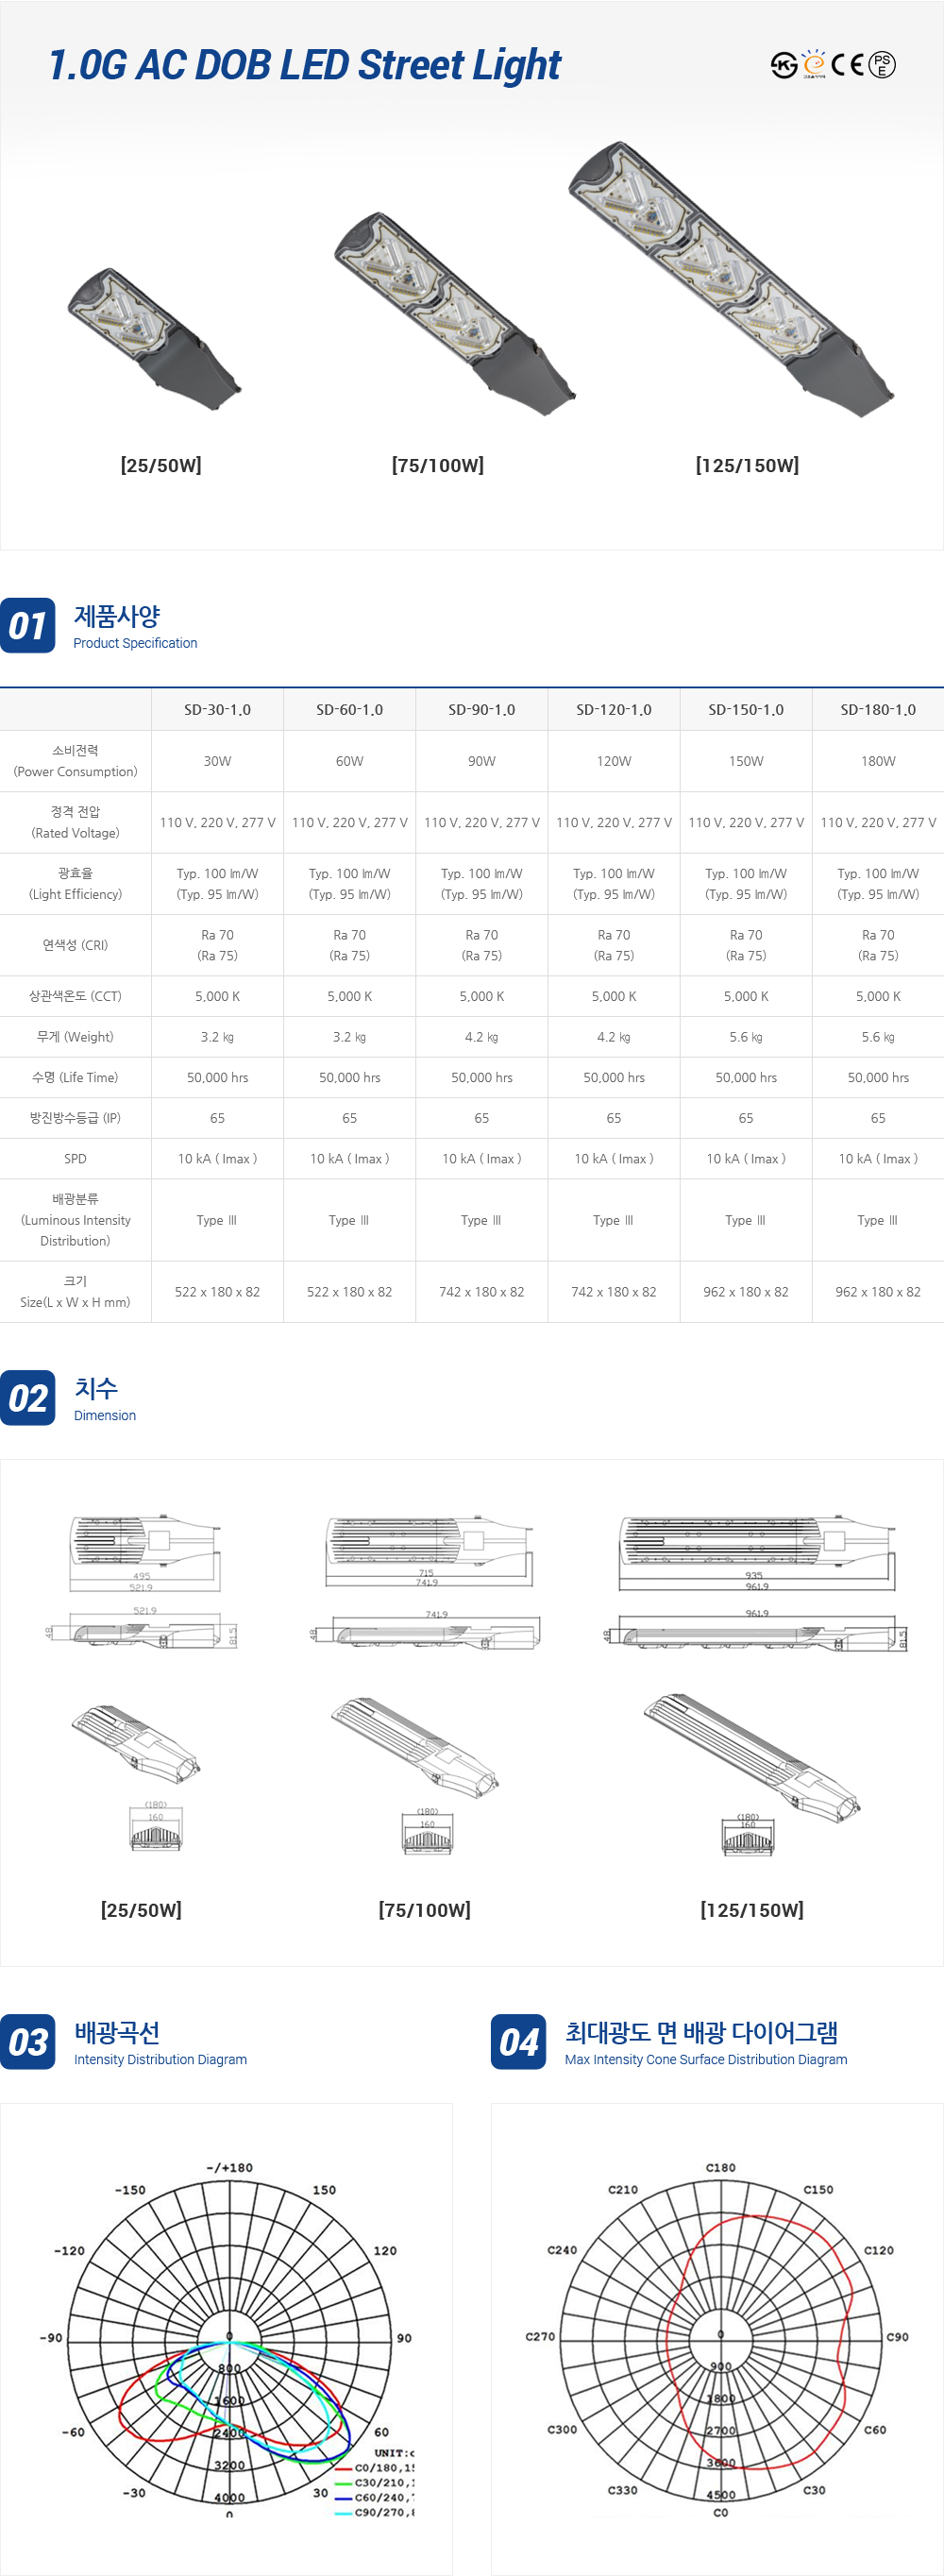 1.0G AC DOB LED Street Light
CE PS E
[25/50W] [75/100W] [125/150W]
01 제품사양
Product Specification
SD-30-1.0 SD-60-1.0 SD-90-1.0 SD-120-1.0 SD-150-1.0 SD-180-1.0
소비전력
(Power Consumption) 30W 60W 90W 120W 150W 180W
정격 전압
(Rated Voltage) 110 V, 220 V, 277 V 110 V, 220 V, 277 V 110 V, 220 V, 277 V 110 V, 220 V, 277 V 110 V, 220 V, 277 V 110 V, 220 V, 277 V
광효율 Typ. 100 lm/W Typ. 100 lm/W Typ. 100 lm/W Typ. 100 lm/W Typ. 100 lm/W Typ. 100 lm/W
(Light Efficiency) (Typ. 95 lm/W) (Typ. 95 lm/W) (Typ. 95 lm/W) (Typ. 95 lm/W) (Typ. 95 lm/W) (Typ. 95 lm/W)
연색성 (CRI) Ra 70 Ra 70 Ra 70 Ra 70 Ra 70 Ra 70
(Ra 75) (Ra 75) (Ra 75) (Ra 75) (Ra 75) (Ra 75)
상관색온도 (CCT) 5,000 K 5,000 K 5,000 K 5,000 K 5,000 K 5,000 K
무게 (Weight) 3.2 ㎏ 3.2 ㎏ 4.2 ㎏ 4.2 ㎏ 5.6 ㎏ 5.6 ㎏
수명 (Life Time) 50,000 hrs 50,000 hrs 50,000 hrs 50,000 hrs 50,000 hrs 50,000 hrs
방진방수등급 (IP) 65 65 65 65 65 65
SPD 10 kA ( Imax ) 10 kA ( Imax ) 10 kA ( Imax ) 10 kA ( Imax ) 10 kA ( Imax ) 10 kA ( Imax )
배광분류
(Luminous Intensity Type Ⅲ Type Ⅲ Type Ⅲ Type Ⅲ Type Ⅲ Type Ⅲ
Distribution)
크기
Size(L x W x H mm) 522 x 180 x 82 522 x 180 x 82 742 x 180 x 82 742 x 180 x 82 962 x 180 x 82 962 x 180 x 82
02 치수
Dimension
495 715 935
521.9 741.9 961.9
521.9 741.9 961.9
48 81.5 48 48 81.5
(180) (180) (180)
160 160 160
[25/50W] [75/100W] [125/150W]
03 배광곡선
Intensity Distribution Diagram
-/+180
-150 150
-120 120
-90 0 90
800
1600
-60 2400 60
3200
-30 4000 30
0
UNIT:c
C0/180,1
C30/210,1
C60/240,7
C90/270,8
04 최대광도 면 배광 다이어그램
Max Intensity Cone Surface Distribution Diagram
C180
C210 C150
C240 C120
C270 0 C90
900
1800
C300 2700 C60
3600
C330 4500 C30
C0